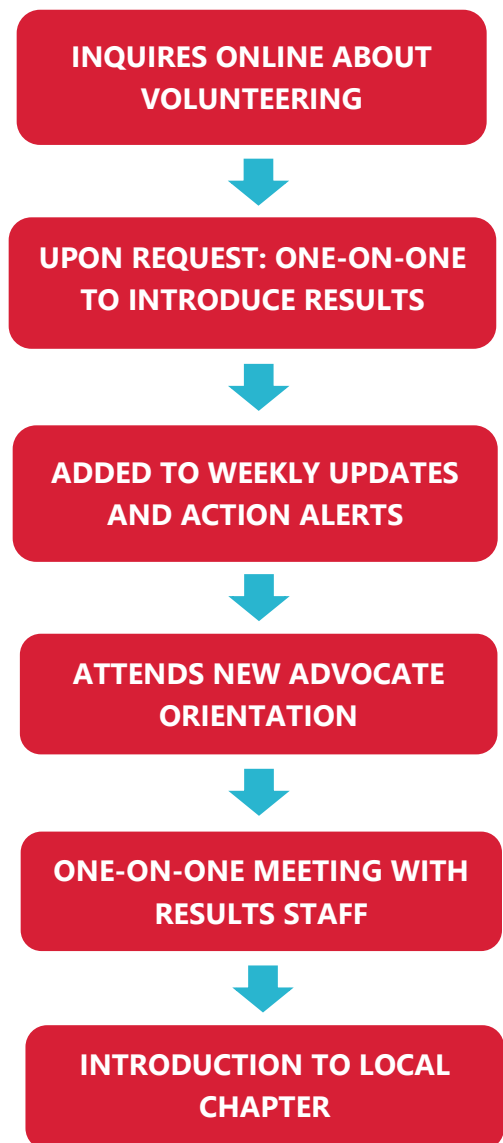 INQUIRES ONLINE ABOUT
VOLUNTEERING
UPON REQUEST: ONE-ON-ONE
TO INTRODUCE RESULTS
ADDED TO WEEKLY UPDATES
AND ACTION ALERTS
ATTENDS NEW ADVOCATE
ORIENTATION
ONE-ON-ONE MEETING WITH
RESULTS STAFF
INTRODUCTION TO LOCAL
CHAPTER